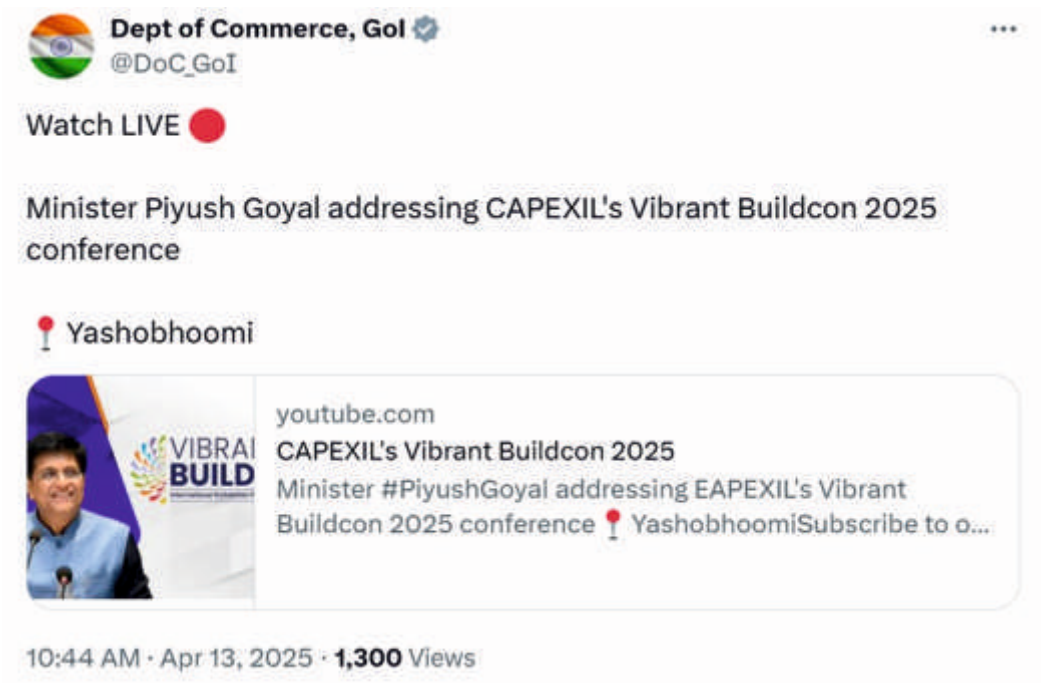 Dept of Commerce, GoI
@DoC_GoI
Watch LIVE 🔴
Minister Piyush Goyal addressing CAPEXIL's Vibrant Buildcon 2025
conference
📍 Yashobhoomi
VIBRA
BUILD
youtube.com
CAPEXIL's Vibrant Buildcon 2025
Minister #PiyushGoyal addressing EAPEXIL's Vibrant
Buildcon 2025 conference 📍 YashobhoomiSubscribe to o...
10:44 AM · Apr 13, 2025 · 1,300 Views